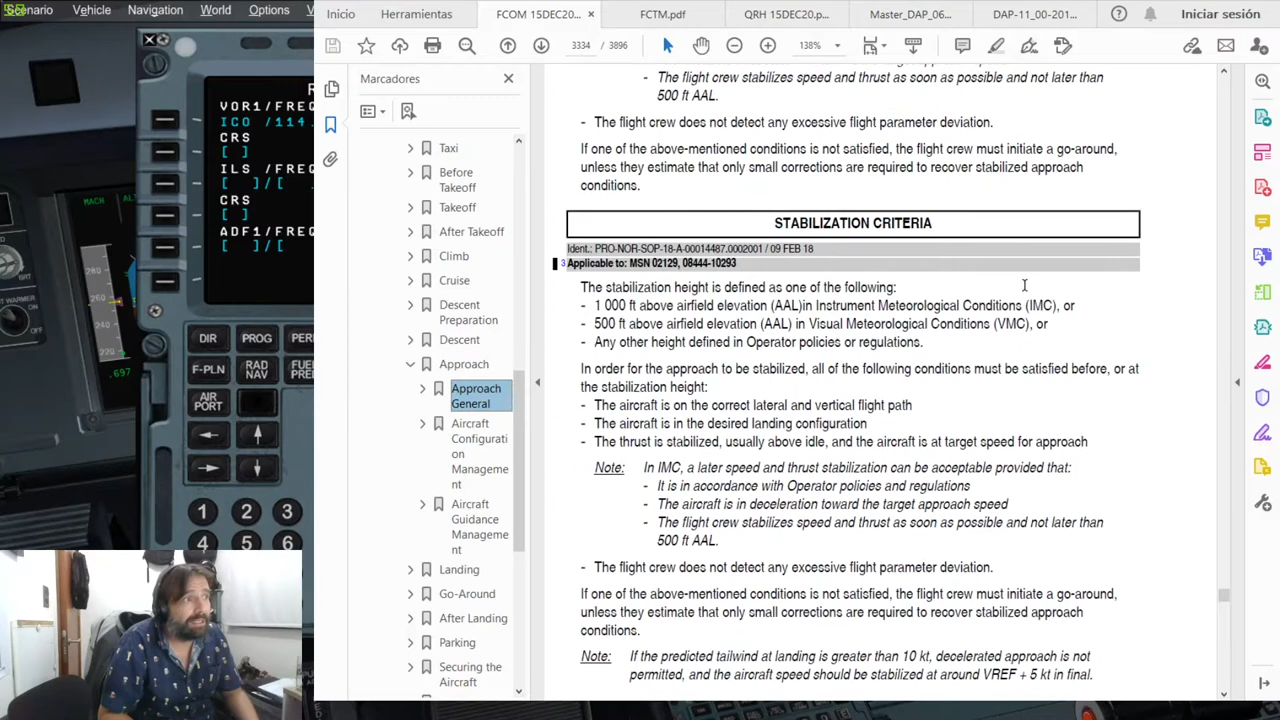 Scenario Vehicle Navigation World Options
VOR1/FREQ
ICO /114.
CRS
[ ]
ILS /FREQ
[ ]/[
CRS
[ ]
ADF1/FREQ
[ ]/[
MACH
.697
DIR PROG PERF
F-PLN RAD NAV FUEL PRED
AIR PORT
1 2 3
4 5 6
Inicio Herramientas FCOM 15DEC20... × FCTM.pdf QRH 15DEC20.p... Master_DAP_06... DAP-11_00-201... Iniciar sesión
3334 / 3896 138%
Marcadores
Taxi
Before
Takeoff
Takeoff
After Takeoff
Climb
Cruise
Descent
Preparation
Descent
Approach
Approach
General
Aircraft
Configurati
on
Manageme
nt
Aircraft
Guidance
Manageme
nt
Landing
Go-Around
After Landing
Parking
Securing the
Aircraft
- The flight crew stabilizes speed and thrust as soon as possible and not later than
500 ft AAL.
- The flight crew does not detect any excessive flight parameter deviation.
If one of the above-mentioned conditions is not satisfied, the flight crew must initiate a go-around,
unless they estimate that only small corrections are required to recover stabilized approach
conditions.
STABILIZATION CRITERIA
Ident.: PRO-NOR-SOP-18-A-00014487.0002001 / 09 FEB 18
3 Applicable to: MSN 02129, 08444-10293
The stabilization height is defined as one of the following:
- 1 000 ft above airfield elevation (AAL)in Instrument Meteorological Conditions (IMC), or
- 500 ft above airfield elevation (AAL) in Visual Meteorological Conditions (VMC), or
- Any other height defined in Operator policies or regulations.
In order for the approach to be stabilized, all of the following conditions must be satisfied before, or at
the stabilization height:
- The aircraft is on the correct lateral and vertical flight path
- The aircraft is in the desired landing configuration
- The thrust is stabilized, usually above idle, and the aircraft is at target speed for approach
Note: In IMC, a later speed and thrust stabilization can be acceptable provided that:
- It is in accordance with Operator policies and regulations
- The aircraft is in deceleration toward the target approach speed
- The flight crew stabilizes speed and thrust as soon as possible and not later than
500 ft AAL.
- The flight crew does not detect any excessive flight parameter deviation.
If one of the above-mentioned conditions is not satisfied, the flight crew must initiate a go-around,
unless they estimate that only small corrections are required to recover stabilized approach
conditions.
Note: If the predicted tailwind at landing is greater than 10 kt, decelerated approach is not
permitted, and the aircraft speed should be stabilized at around VREF + 5 kt in final.